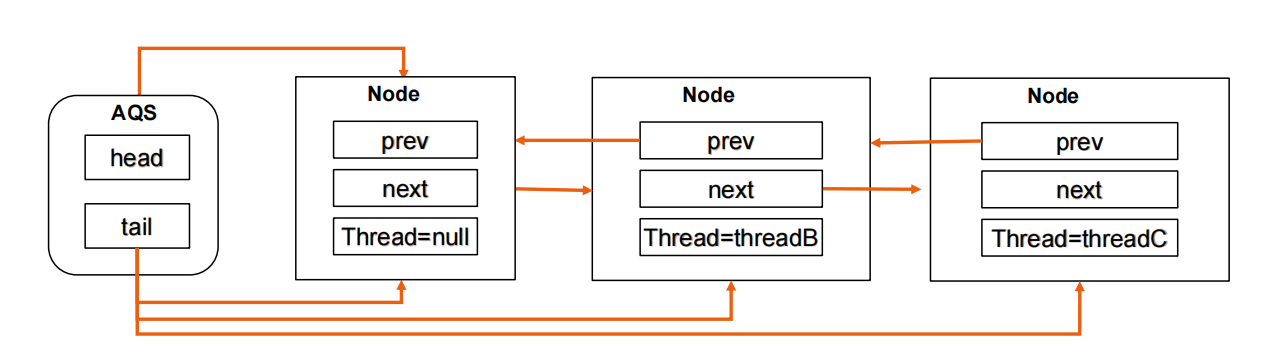 AQS
head
tail
Node
prev
next
Thread=null
Node
prev
next
Thread=threadB
Node
prev
next
Thread=threadC